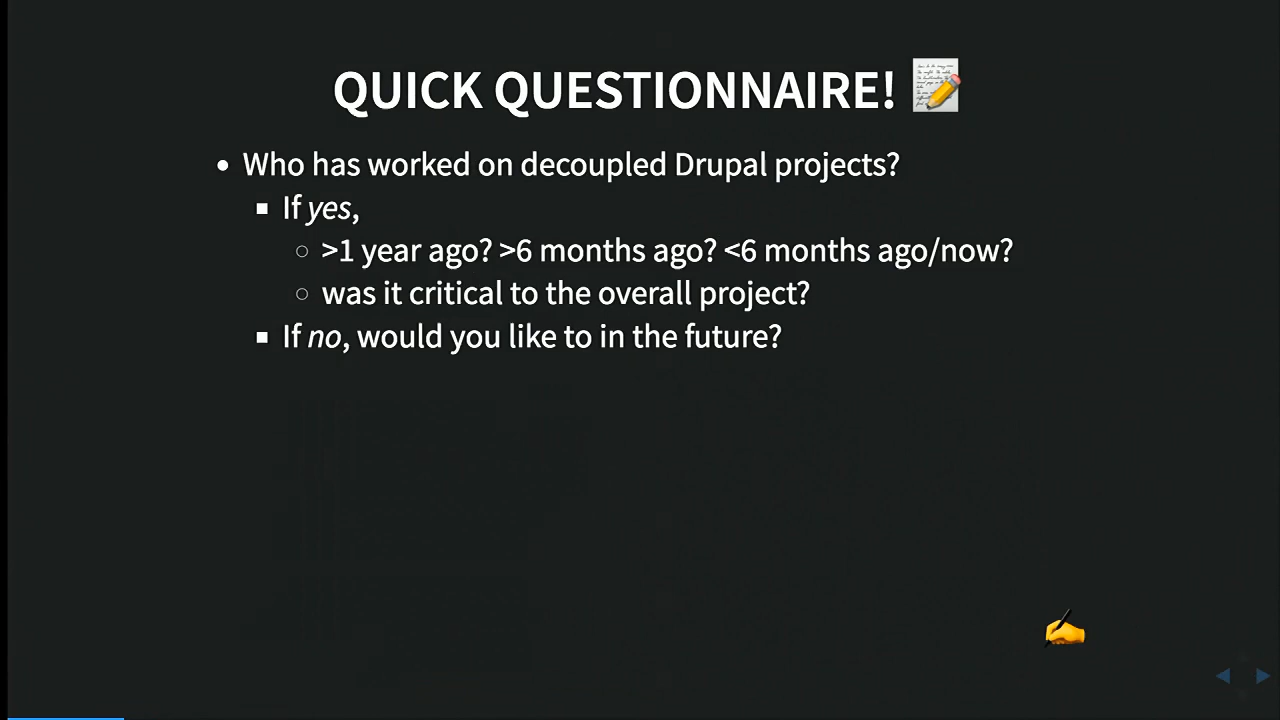 QUICK QUESTIONNAIRE! 📝
• Who has worked on decoupled Drupal projects?
▪ If yes,
○ >1 year ago? >6 months ago? <6 months ago/now?
○ was it critical to the overall project?
▪ If no, would you like to in the future?